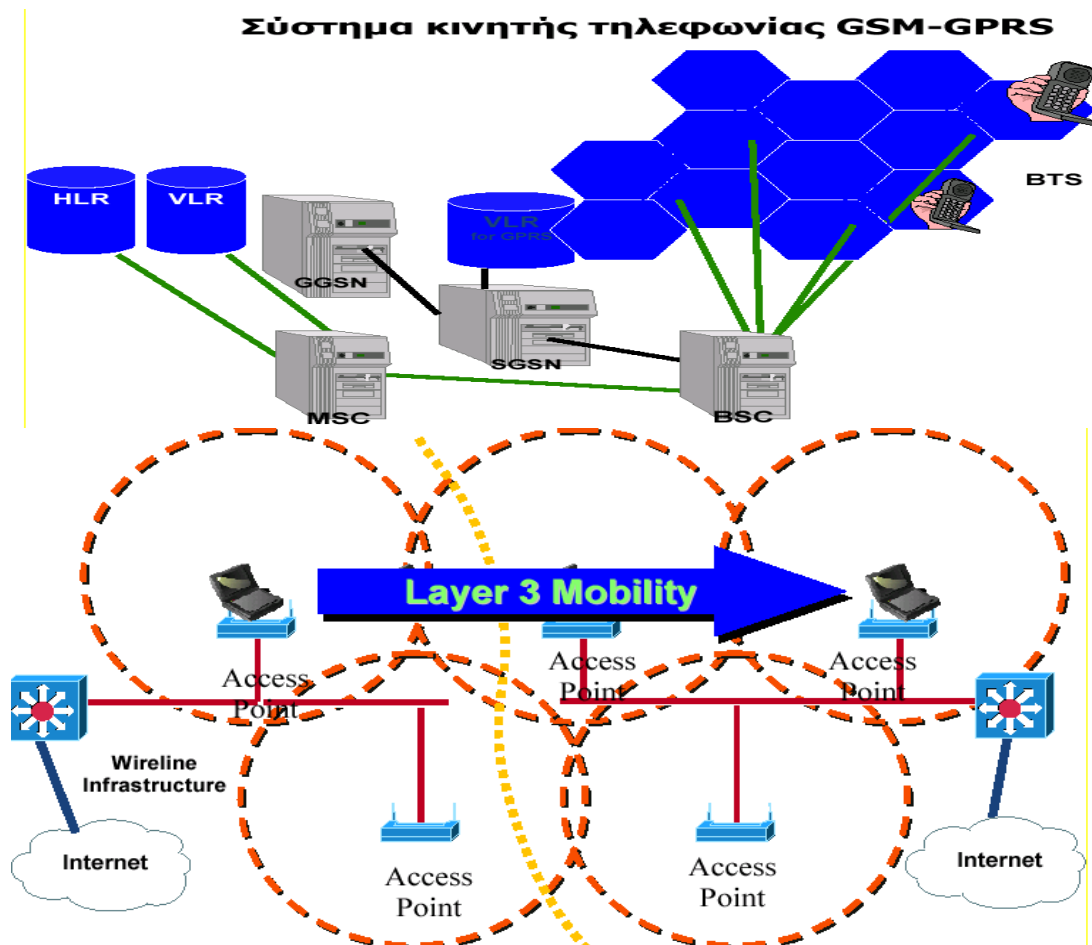 Σύστημα κινητής τηλεφωνίας GSM-GPRS
BTS
HLR
VLR
VLR
for GPRS
GGSN
SGSN
MSC
BSC
Layer 3 Mobility
Access
Point
Access
Point
Access
Point
Wireline
Infrastructure
Internet
Internet
Access
Point
Access
Point